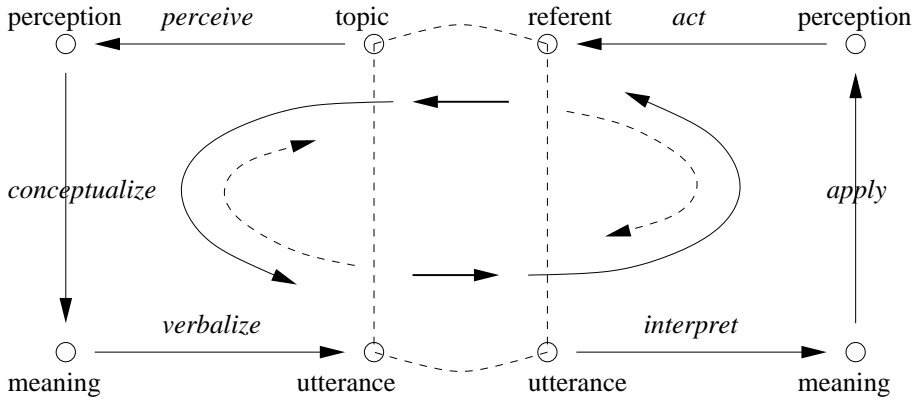 perception perceive topic referent act perception
conceptualize apply
verbalize interpret
meaning utterance utterance meaning